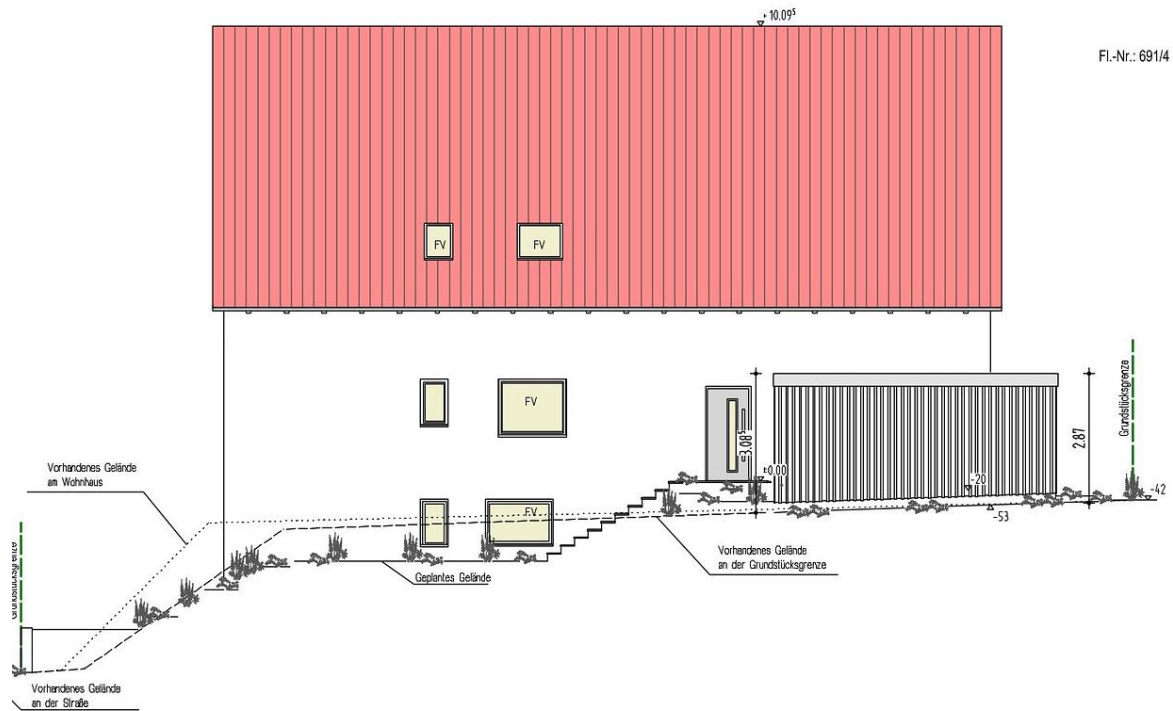 + 10.09⁵
Fl.-Nr.: 691/4
FV
FV
Grundstücksgrenze
FV
3.08⁵
2.87
±0.00
Vorhandenes Gelände
am Wohnhaus
-20
-42
FV
-53
Grundstücksgrenze
Vorhandenes Gelände
an der Grundstücksgrenze
Geplantes Gelände
Vorhandenes Gelände
an der Straße